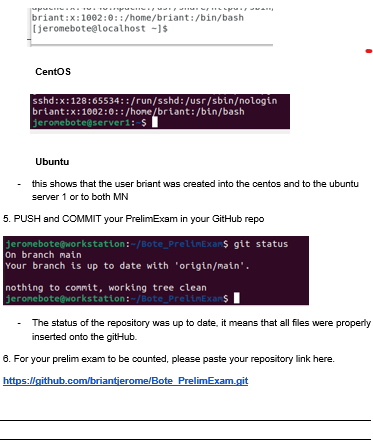 briant:x:1002:0::/home/briant:/bin/bash
[jeromebote@localhost ~]$
CentOS
sshd:x:128:65534::/run/sshd:/usr/sbin/nologin
briant:x:1002:0::/home/briant:/bin/bash
jeromebote@server1:~$
Ubuntu
- this shows that the user briant was created into the centos and to the ubuntu
server 1 or to both MN
5. PUSH and COMMIT your PrelimExam in your GitHub repo
jeromebote@workstation:~/Bote_PrelimExam$ git status
On branch main
Your branch is up to date with 'origin/main'.
nothing to commit, working tree clean
jeromebote@workstation:~/Bote_PrelimExam$
- The status of the repository was up to date, it means that all files were properly
inserted onto the gitHub.
6. For your prelim exam to be counted, please paste your repository link here.
https://github.com/briantjerome/Bote_PrelimExam.git